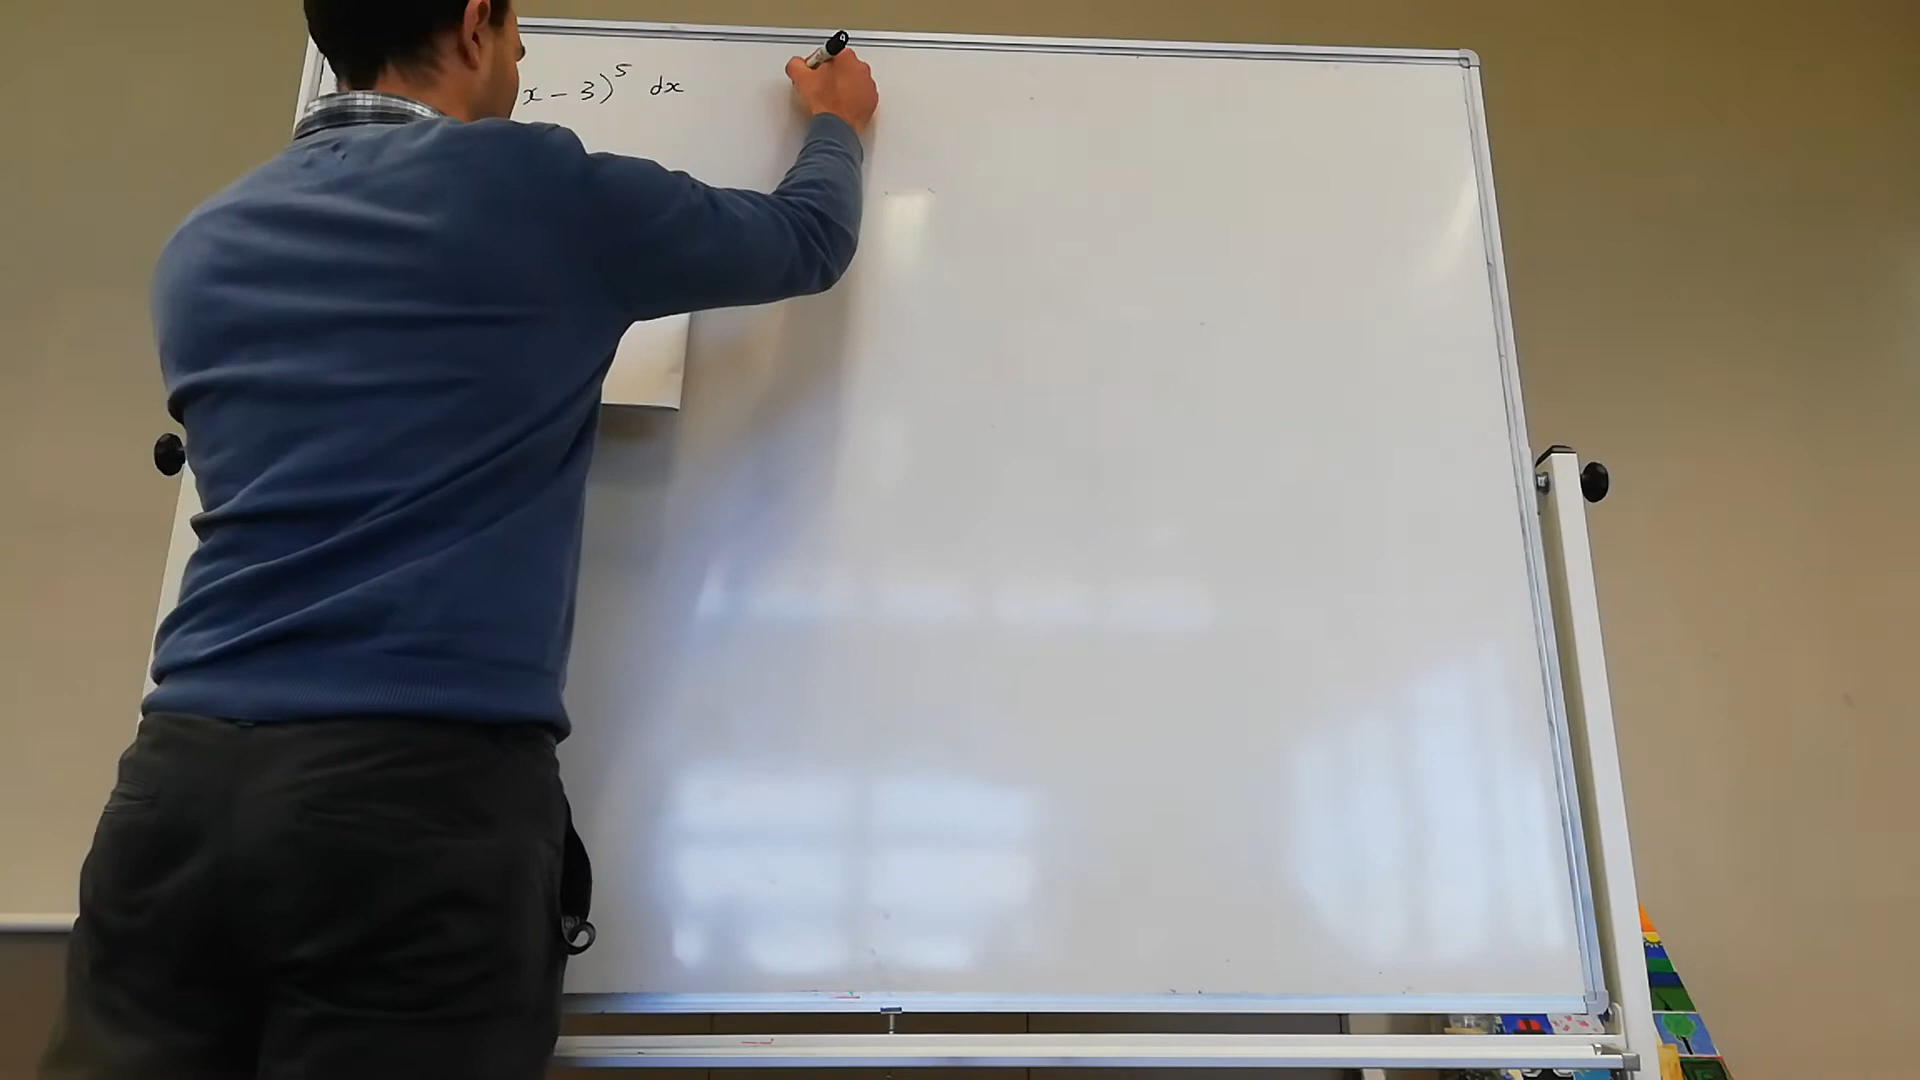 x - 3)⁵ dx